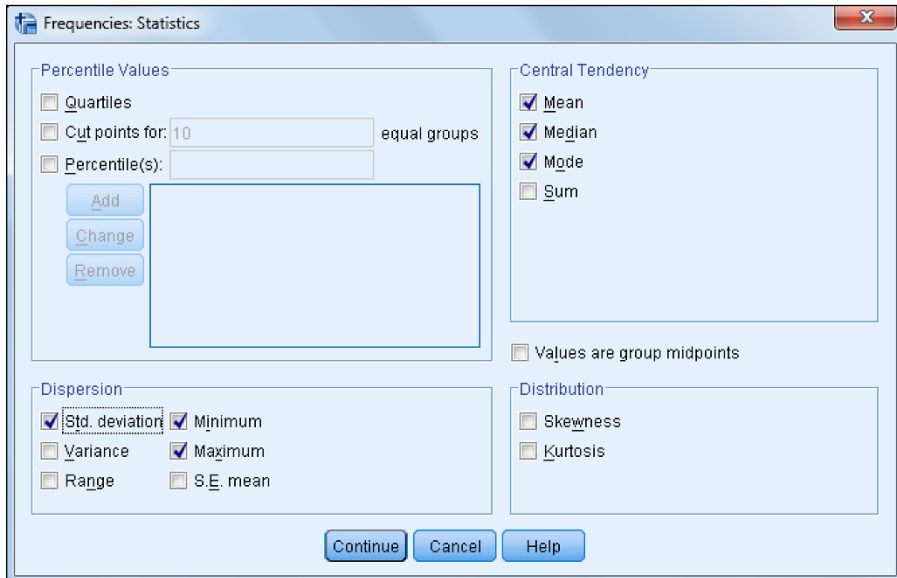 Frequencies: Statistics
Percentile Values
Quartiles
Cut points for: 10 equal groups
Percentile(s):
Add
Change
Remove
Central Tendency
Mean
Median
Mode
Sum
Values are group midpoints
Dispersion
Std. deviation Minimum
Variance Maximum
Range S.E. mean
Distribution
Skewness
Kurtosis
Continue Cancel Help